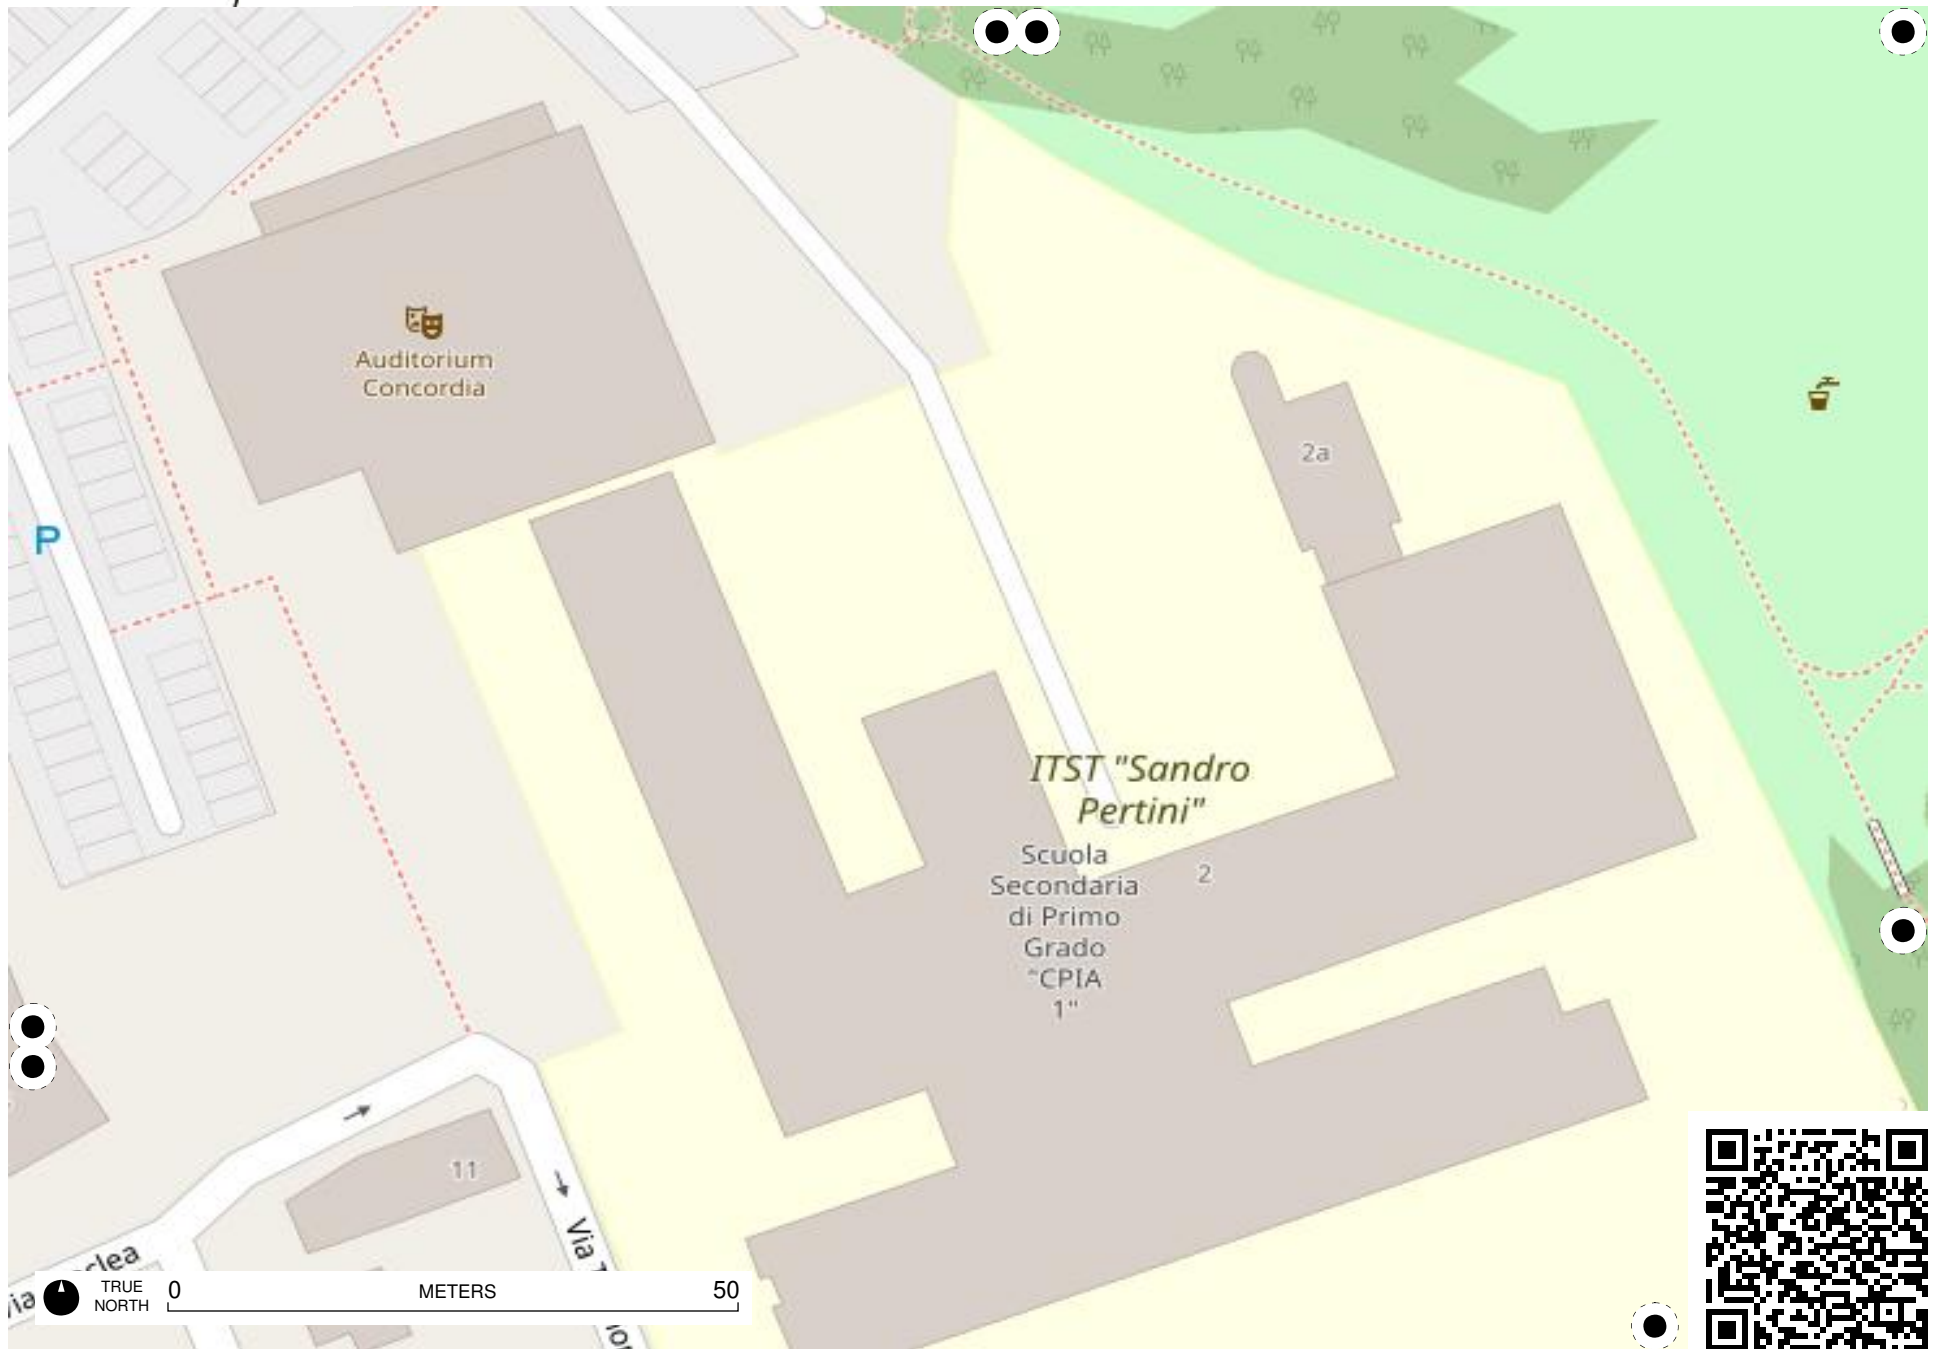 Auditorium
Concordia
2a
P
ITST "Sandro
Pertini"
Scuola
Secondaria
di Primo
Grado
"CPIA
1"
2
11
Via
TRUE
NORTH
0
METERS
50